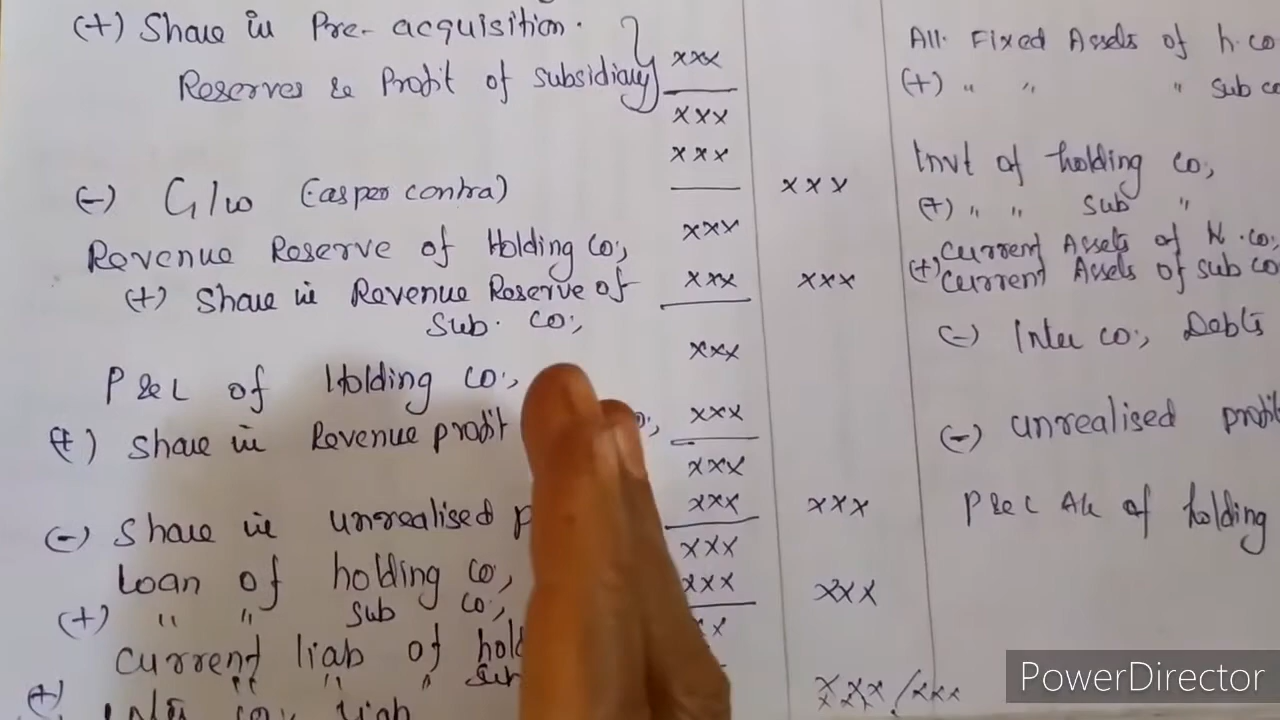 (+) Share in Pre-acquisition.
Reserves & Profit of subsidiary } xxx
xxx
xxx
(-) G/w (as per contra) xxx
Revenue Reserve of Holding Co:, xxx
(+) Share in Revenue Reserve of xxx xxx
Sub. Co:,
xxx
P&L of Holding Co:,
(+) Share in Revenue profit xxx
xxx
(-) Share in unrealised xxx xxx
xxx
Loan of holding Co, xxx xxx
(+) " " Sub Co:,
Current liab of
(+) " " "
liab xxx/xxx
All Fixed Assets of h.co
(+) " " " Sub co
Invt of holding Co:,
(+) " " Sub "
Current Assets of H.co:
(+) Current Assets of Sub Co
(-) Inter Co:, Debts
(-) unrealised profit
P&L A/c of holding
PowerDirector